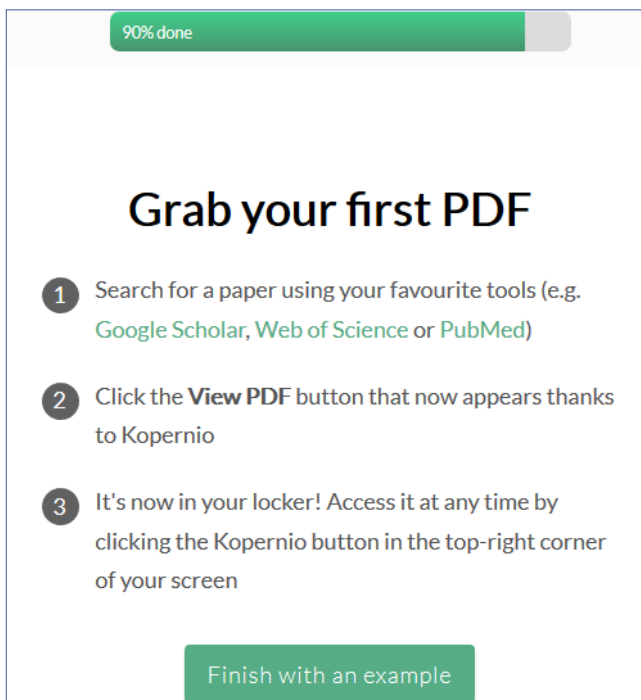 90% done
Grab your first PDF
1 Search for a paper using your favourite tools (e.g.
Google Scholar, Web of Science or PubMed)
2 Click the View PDF button that now appears thanks
to Kopernio
3 It's now in your locker! Access it at any time by
clicking the Kopernio button in the top-right corner
of your screen
Finish with an example